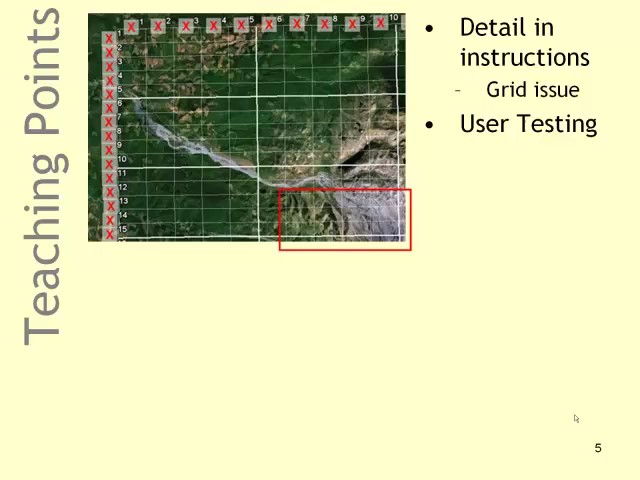 Teaching Points
X X X X X X X X X X
1 2 3 4 5 6 7 8 9 10
X 1
X 2
X 3
X 4
X 5
X 6
X 7
X 8
X 9
X 10
X 11
X 12
X 13
X 14
X 15
• Detail in
instructions
– Grid issue
• User Testing
5